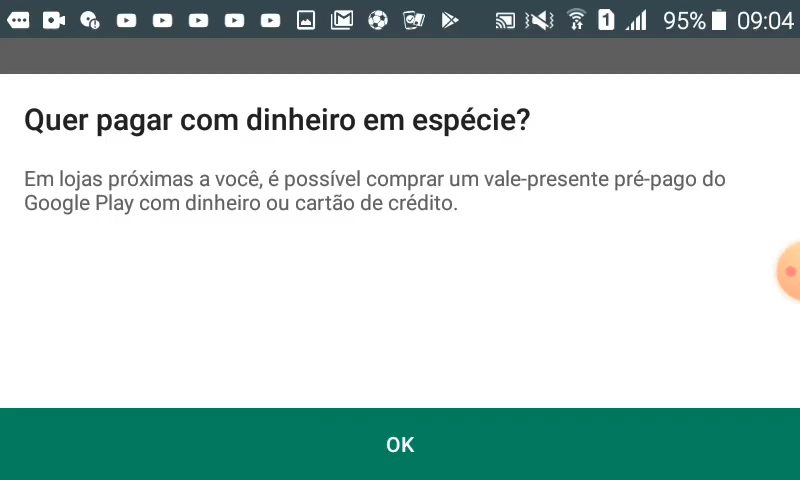 1 95% 09:04
Quer pagar com dinheiro em espécie?
Em lojas próximas a você, é possível comprar um vale-presente pré-pago do
Google Play com dinheiro ou cartão de crédito.
OK